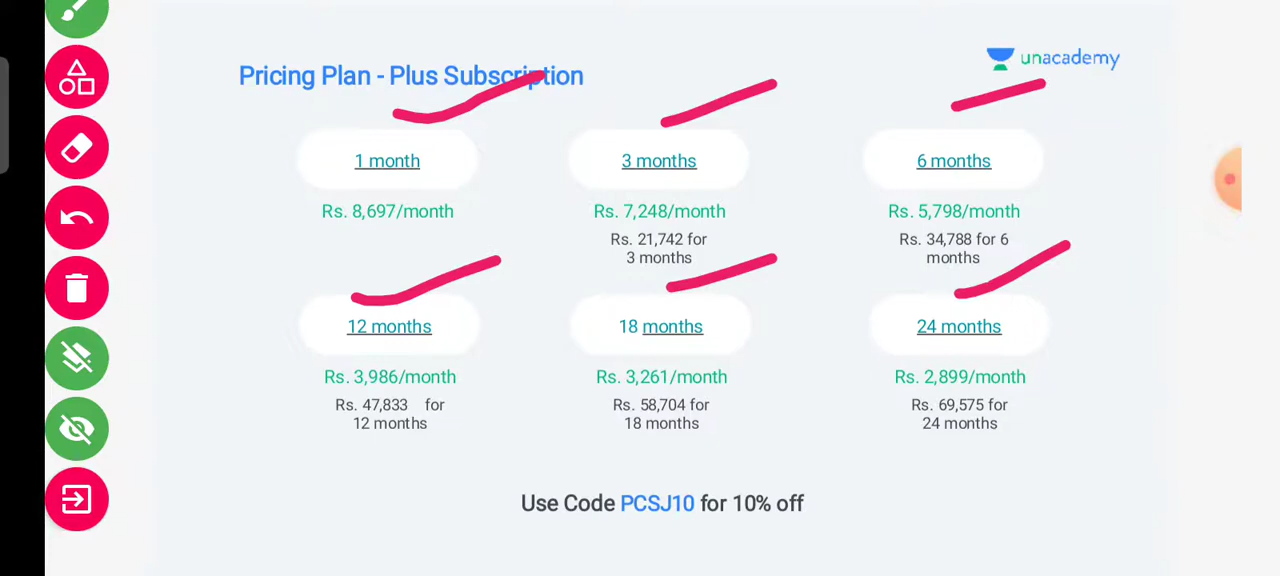 unacademy
Pricing Plan - Plus Subscription
1 month
3 months
6 months
Rs. 8,697/month
Rs. 7,248/month
Rs. 5,798/month
Rs. 21,742 for
3 months
Rs. 34,788 for 6
months
12 months
18 months
24 months
Rs. 3,986/month
Rs. 3,261/month
Rs. 2,899/month
Rs. 47,833 for
12 months
Rs. 58,704 for
18 months
Rs. 69,575 for
24 months
Use Code PCSJ10 for 10% off